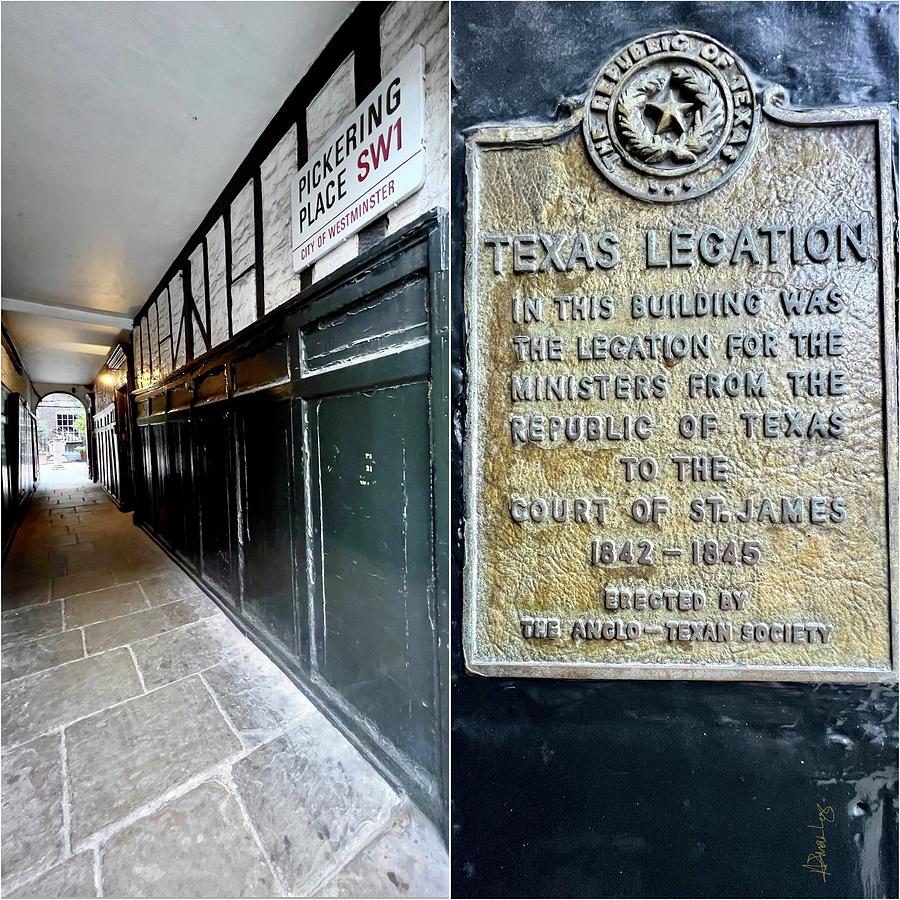 PICKERING
PLACE SW1
CITY OF WESTMINSTER
THE REPUBLIC OF TEXAS
TEXAS LEGATION
IN THIS BUILDING WAS
THE LEGATION FOR THE
MINISTERS FROM THE
REPUBLIC OF TEXAS
TO THE
COURT OF ST. JAMES
1842 - 1845
ERECTED BY
THE ANGLO - TEXAN SOCIETY